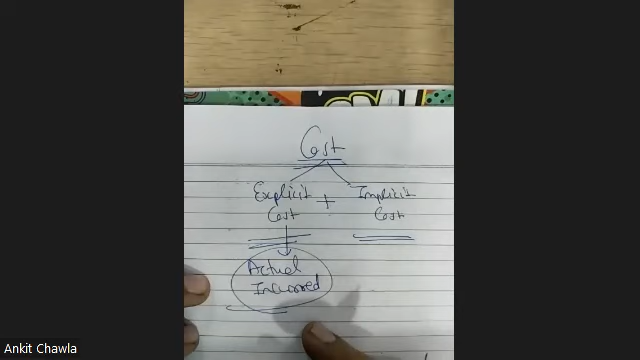 Cost
Explicit + Implicit
Cost Cost
Actual
Incurred
Ankit Chawla